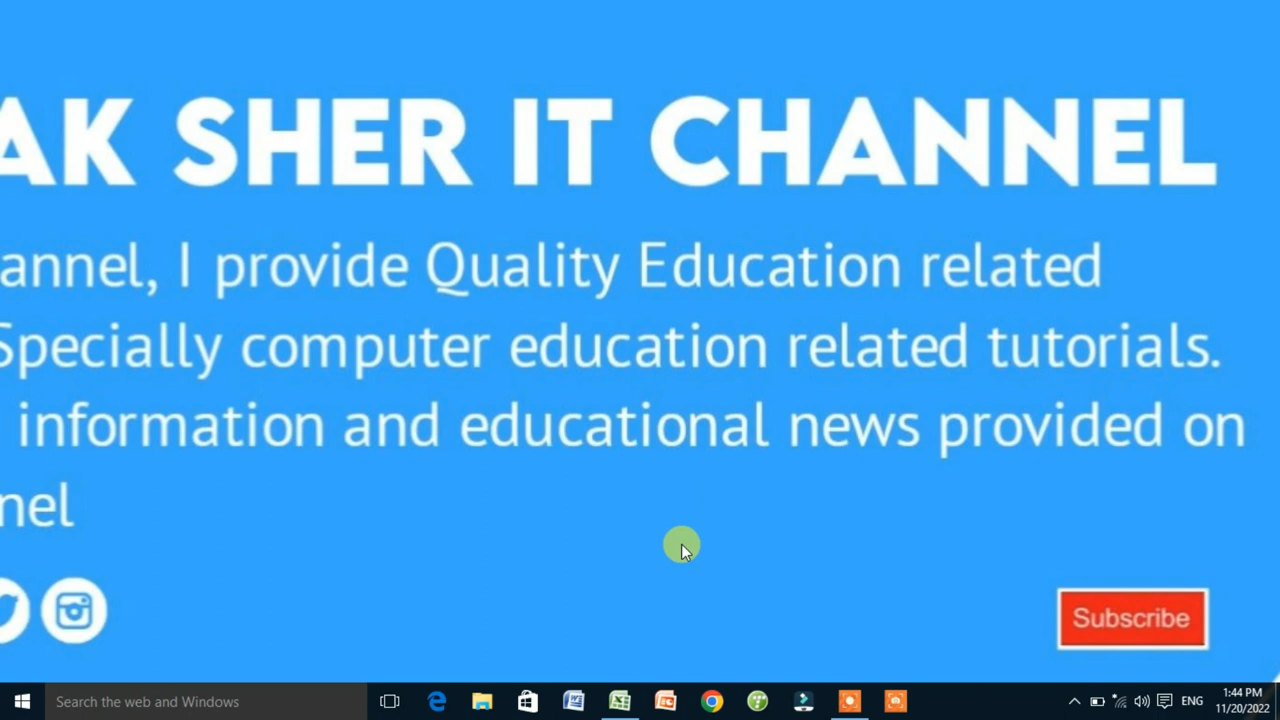 AK SHER IT CHANNEL
annel, I provide Quality Education related
Specially computer education related tutorials.
information and educational news provided on
nel
Subscribe
Search the web and Windows
ENG
1:44 PM
11/20/2022